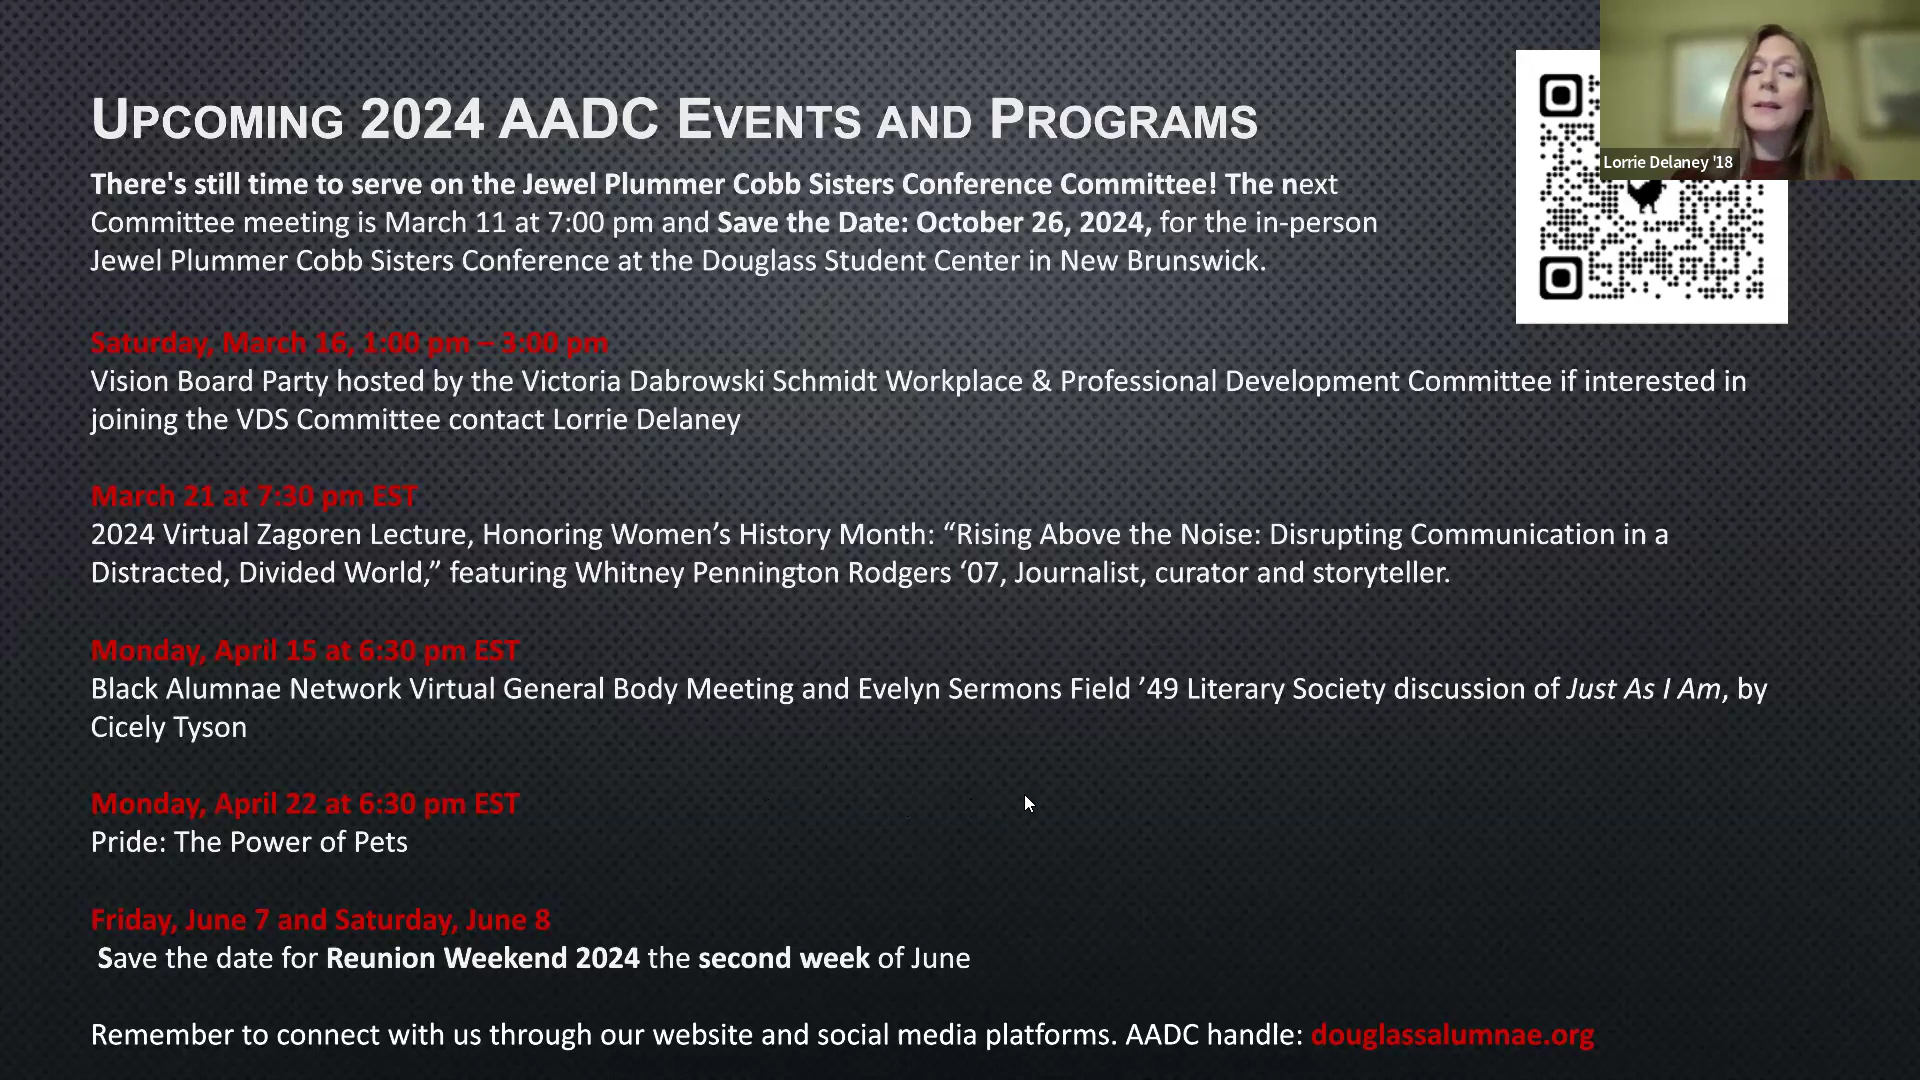 UPCOMING 2024 AADC EVENTS AND PROGRAMS
There's still time to serve on the Jewel Plummer Cobb Sisters Conference Committee! The next
Committee meeting is March 11 at 7:00 pm and Save the Date: October 26, 2024, for the in-person
Jewel Plummer Cobb Sisters Conference at the Douglass Student Center in New Brunswick.
Lorrie Delaney '18
Saturday, March 16, 1:00 pm – 3:00 pm
Vision Board Party hosted by the Victoria Dabrowski Schmidt Workplace & Professional Development Committee if interested in
joining the VDS Committee contact Lorrie Delaney
March 21 at 7:30 pm EST
2024 Virtual Zagoren Lecture, Honoring Women’s History Month: “Rising Above the Noise: Disrupting Communication in a
Distracted, Divided World,” featuring Whitney Pennington Rodgers ‘07, Journalist, curator and storyteller.
Monday, April 15 at 6:30 pm EST
Black Alumnae Network Virtual General Body Meeting and Evelyn Sermons Field ’49 Literary Society discussion of Just As I Am, by
Cicely Tyson
Monday, April 22 at 6:30 pm EST
Pride: The Power of Pets
Friday, June 7 and Saturday, June 8
Save the date for Reunion Weekend 2024 the second week of June
Remember to connect with us through our website and social media platforms. AADC handle: douglassalumnae.org